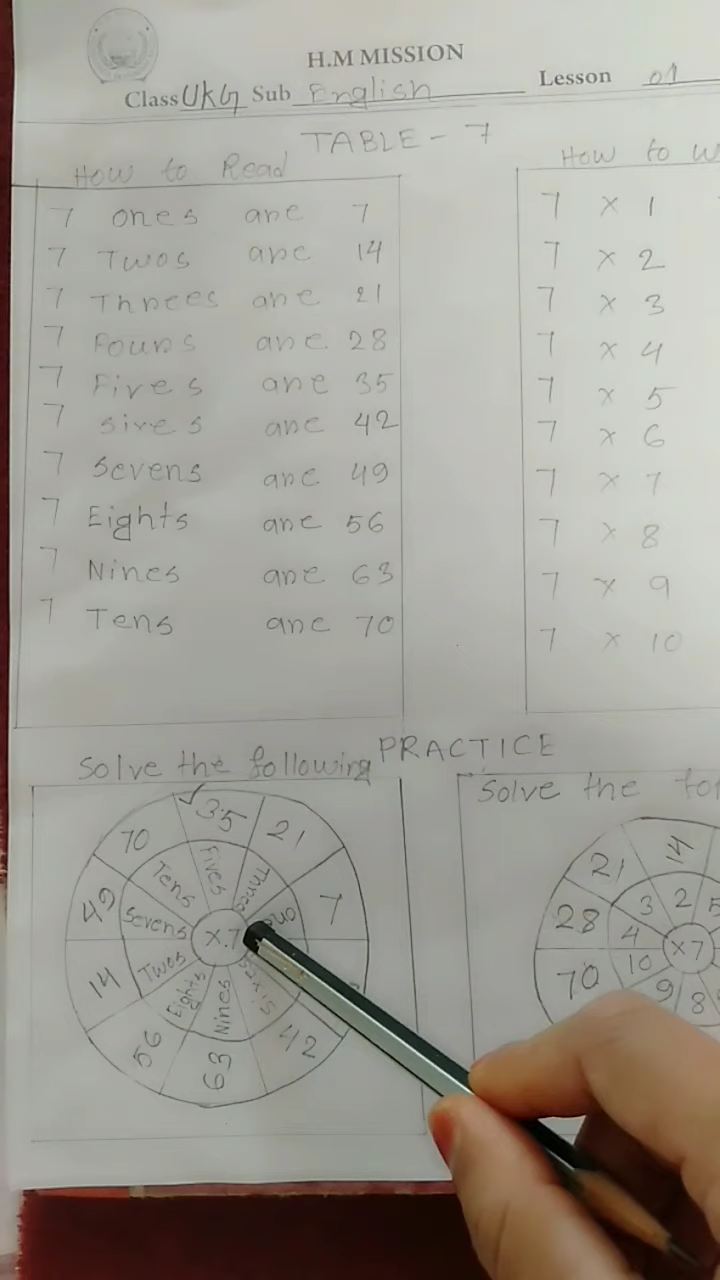 H.M MISSION
Class UKG Sub English Lesson 01
TABLE - 7
How to Read
7 ones are 7
7 Twos are 14
7 Threes are 21
7 Fours are 28
7 Fives are 35
7 sixes are 42
7 Sevens are 49
7 Eights are 56
7 Nines are 63
7 Tens are 70
How to
7 × 1
7 × 2
7 × 3
7 × 4
7 × 5
7 × 6
7 × 7
7 × 8
7 × 9
7 × 10
PRACTICE
Solve the following
×.7
Fives 35
Three 21
7
Sixes 42
Nines 63
Eights 56
Twos 14
Sevens 49
Tens 70
Solve the
×7
2 14
3 21
4 28
10 70
9
8
5